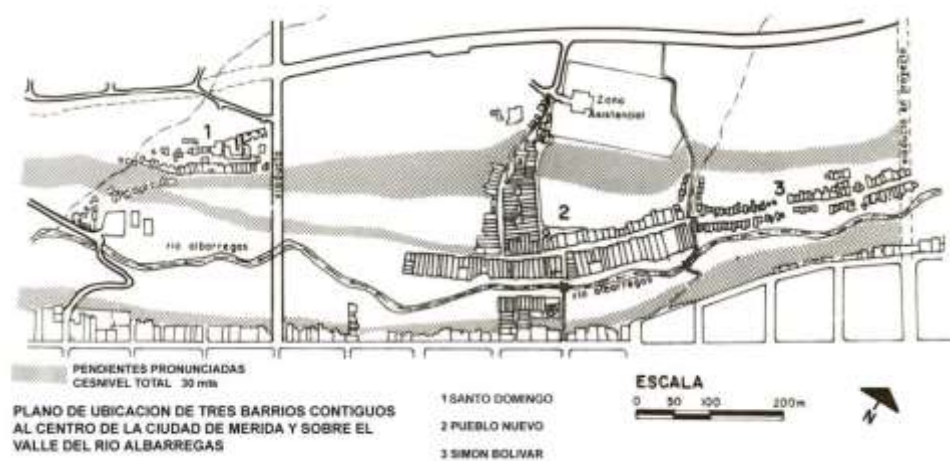 1
Zona
Asistencial
3
2
rio albarregas
rio albarregas
PENDIENTES PRONUNCIADAS
CESNIVEL TOTAL 30 mts
PLANO DE UBICACION DE TRES BARRIOS CONTIGUOS
AL CENTRO DE LA CIUDAD DE MERIDA Y SOBRE EL
VALLE DEL RIO ALBARREGAS
1 SANTO DOMINGO
2 PUEBLO NUEVO
3 SIMON BOLIVAR
ESCALA
0 50 100 200m
N